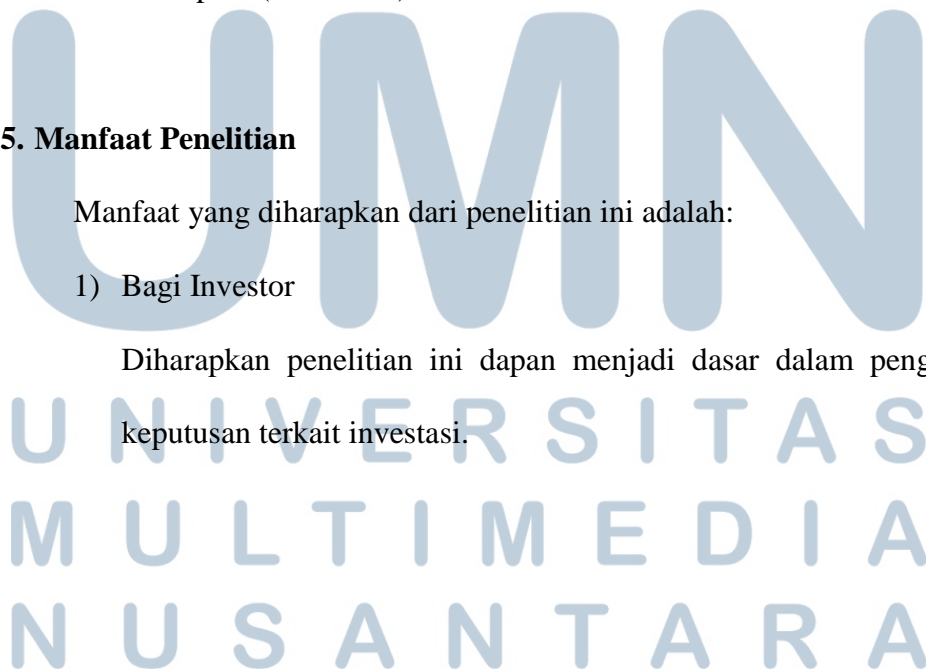 UMN
5. Manfaat Penelitian
Manfaat yang diharapkan dari penelitian ini adalah:
1) Bagi Investor
Diharapkan penelitian ini dapan menjadi dasar dalam peng
keputusan terkait investasi.
UNIVERSITAS
MULTIMEDIA
NUSANTARA